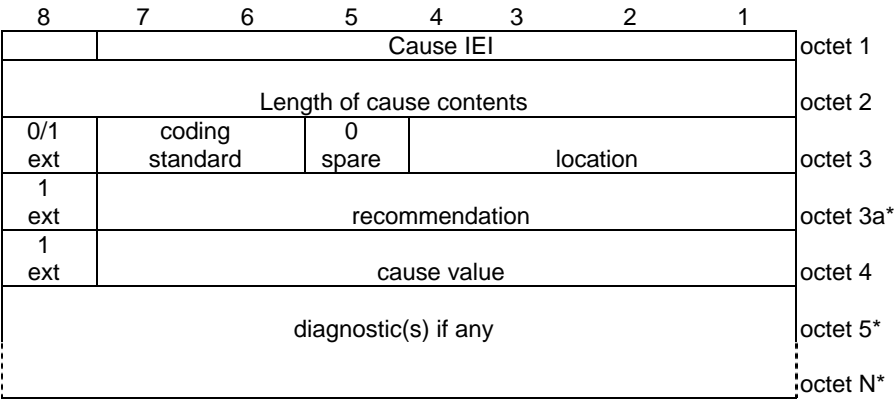 8 7 6 5 4 3 2 1
Cause IEI octet 1
Length of cause contents octet 2
0/1 coding 0
ext standard spare location octet 3
1
ext recommendation octet 3a*
1
ext cause value octet 4
diagnostic(s) if any octet 5*
octet N*